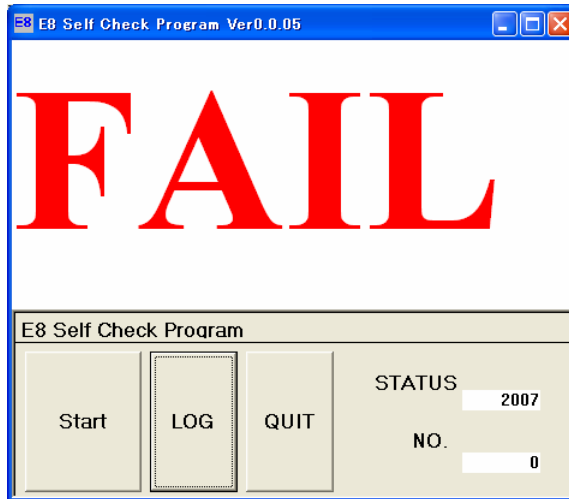 E8 E8 Self Check Program Ver0.0.05
FAIL
E8 Self Check Program
Start LOG QUIT
STATUS 2007
NO. 0